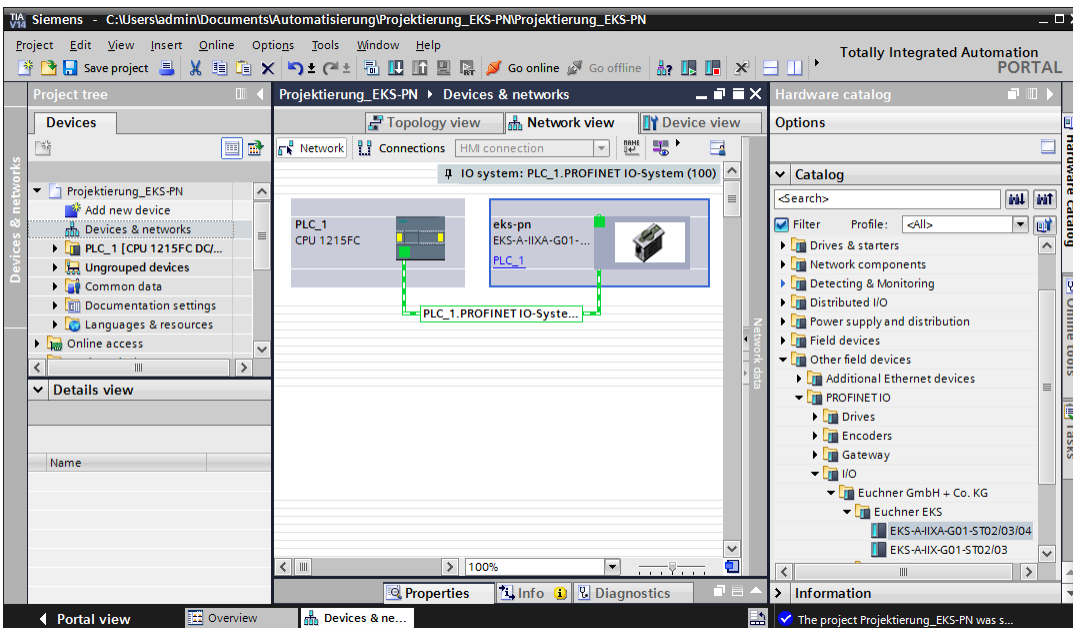 TIA V14 Siemens - C:\Users\admin\Documents\Automatisierung\Projektierung_EKS-PN\Projektierung_EKS-PN
Project Edit View Insert Online Options Tools Window Help
Totally Integrated Automation
PORTAL
Save project Go online Go offline
Project tree
Devices
Devices & networks
Projektierung_EKS-PN
Add new device
Devices & networks
PLC_1 [CPU 1215FC DC/...
Ungrouped devices
Common data
Documentation settings
Languages & resources
Online access
Details view
Name
Projektierung_EKS-PN Devices & networks
Topology view Network view Device view
Network Connections HMI connection
IO system: PLC_1.PROFINET IO-System (100)
PLC_1
CPU 1215FC
eks-pn
EKS-A-IIXA-G01-...
PLC_1
PLC_1.PROFINET IO-Syste...
Network data
100%
Properties Info Diagnostics
Hardware catalog
Options
Catalog
<Search>
Filter Profile: <All>
Drives & starters
Network components
Detecting & Monitoring
Distributed I/O
Power supply and distribution
Field devices
Other field devices
Additional Ethernet devices
PROFINET IO
Drives
Encoders
Gateway
I/O
Euchner GmbH + Co. KG
Euchner EKS
EKS-A-IIXA-G01-ST02/03/04
EKS-A-IIX-G01-ST02/03
Information
Hardware catalog
Online tools
Tasks
Portal view Overview Devices & ne...
The project Projektierung_EKS-PN was s...